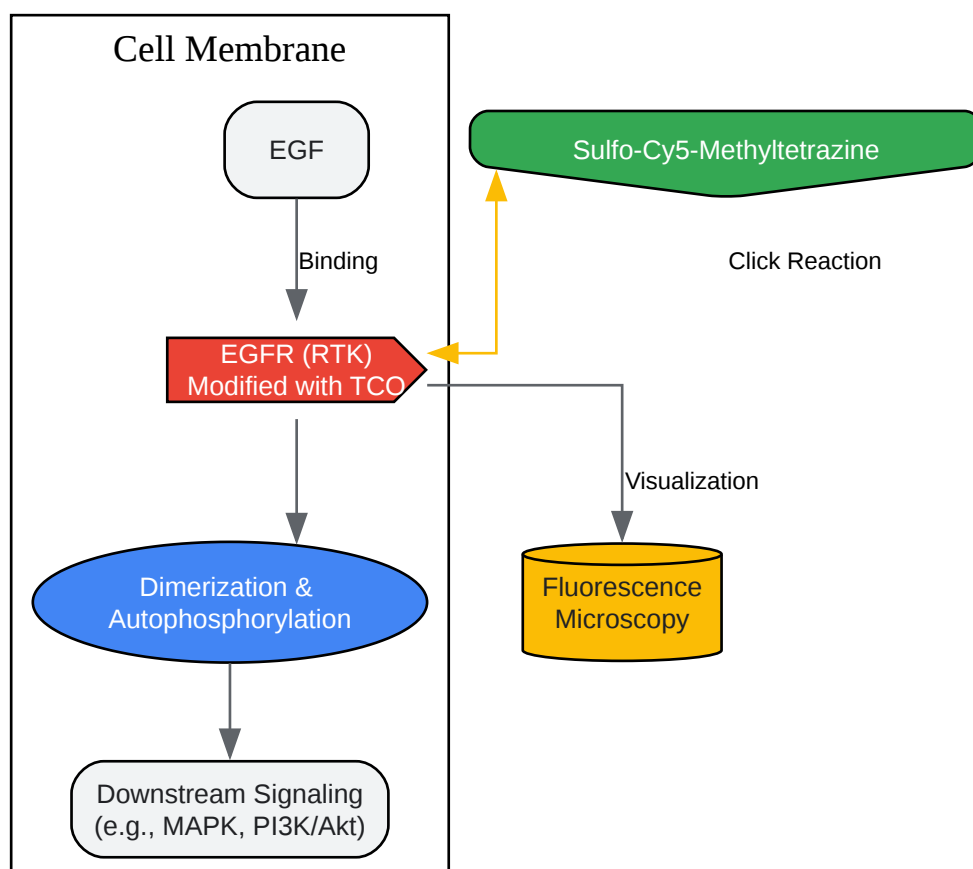 Cell Membrane
EGF
Sulfo-Cy5-Methyltetrazine
Binding
Click Reaction
EGFR (RTK)
Modified with TCO
Visualization
Dimerization &
Autophosphorylation
Fluorescence
Microscopy
Downstream Signaling
(e.g., MAPK, PI3K/Akt)